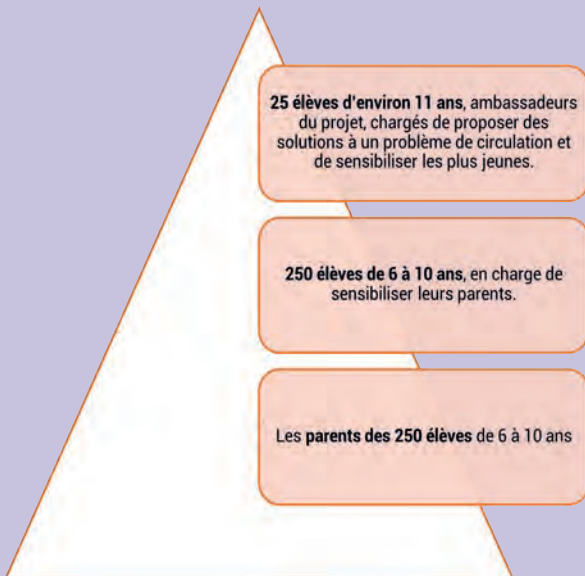 25 élèves d'environ 11 ans, ambassadeurs
du projet, chargés de proposer des
solutions à un problème de circulation et
de sensibiliser les plus jeunes.
250 élèves de 6 à 10 ans, en charge de
sensibiliser leurs parents.
Les parents des 250 élèves de 6 à 10 ans